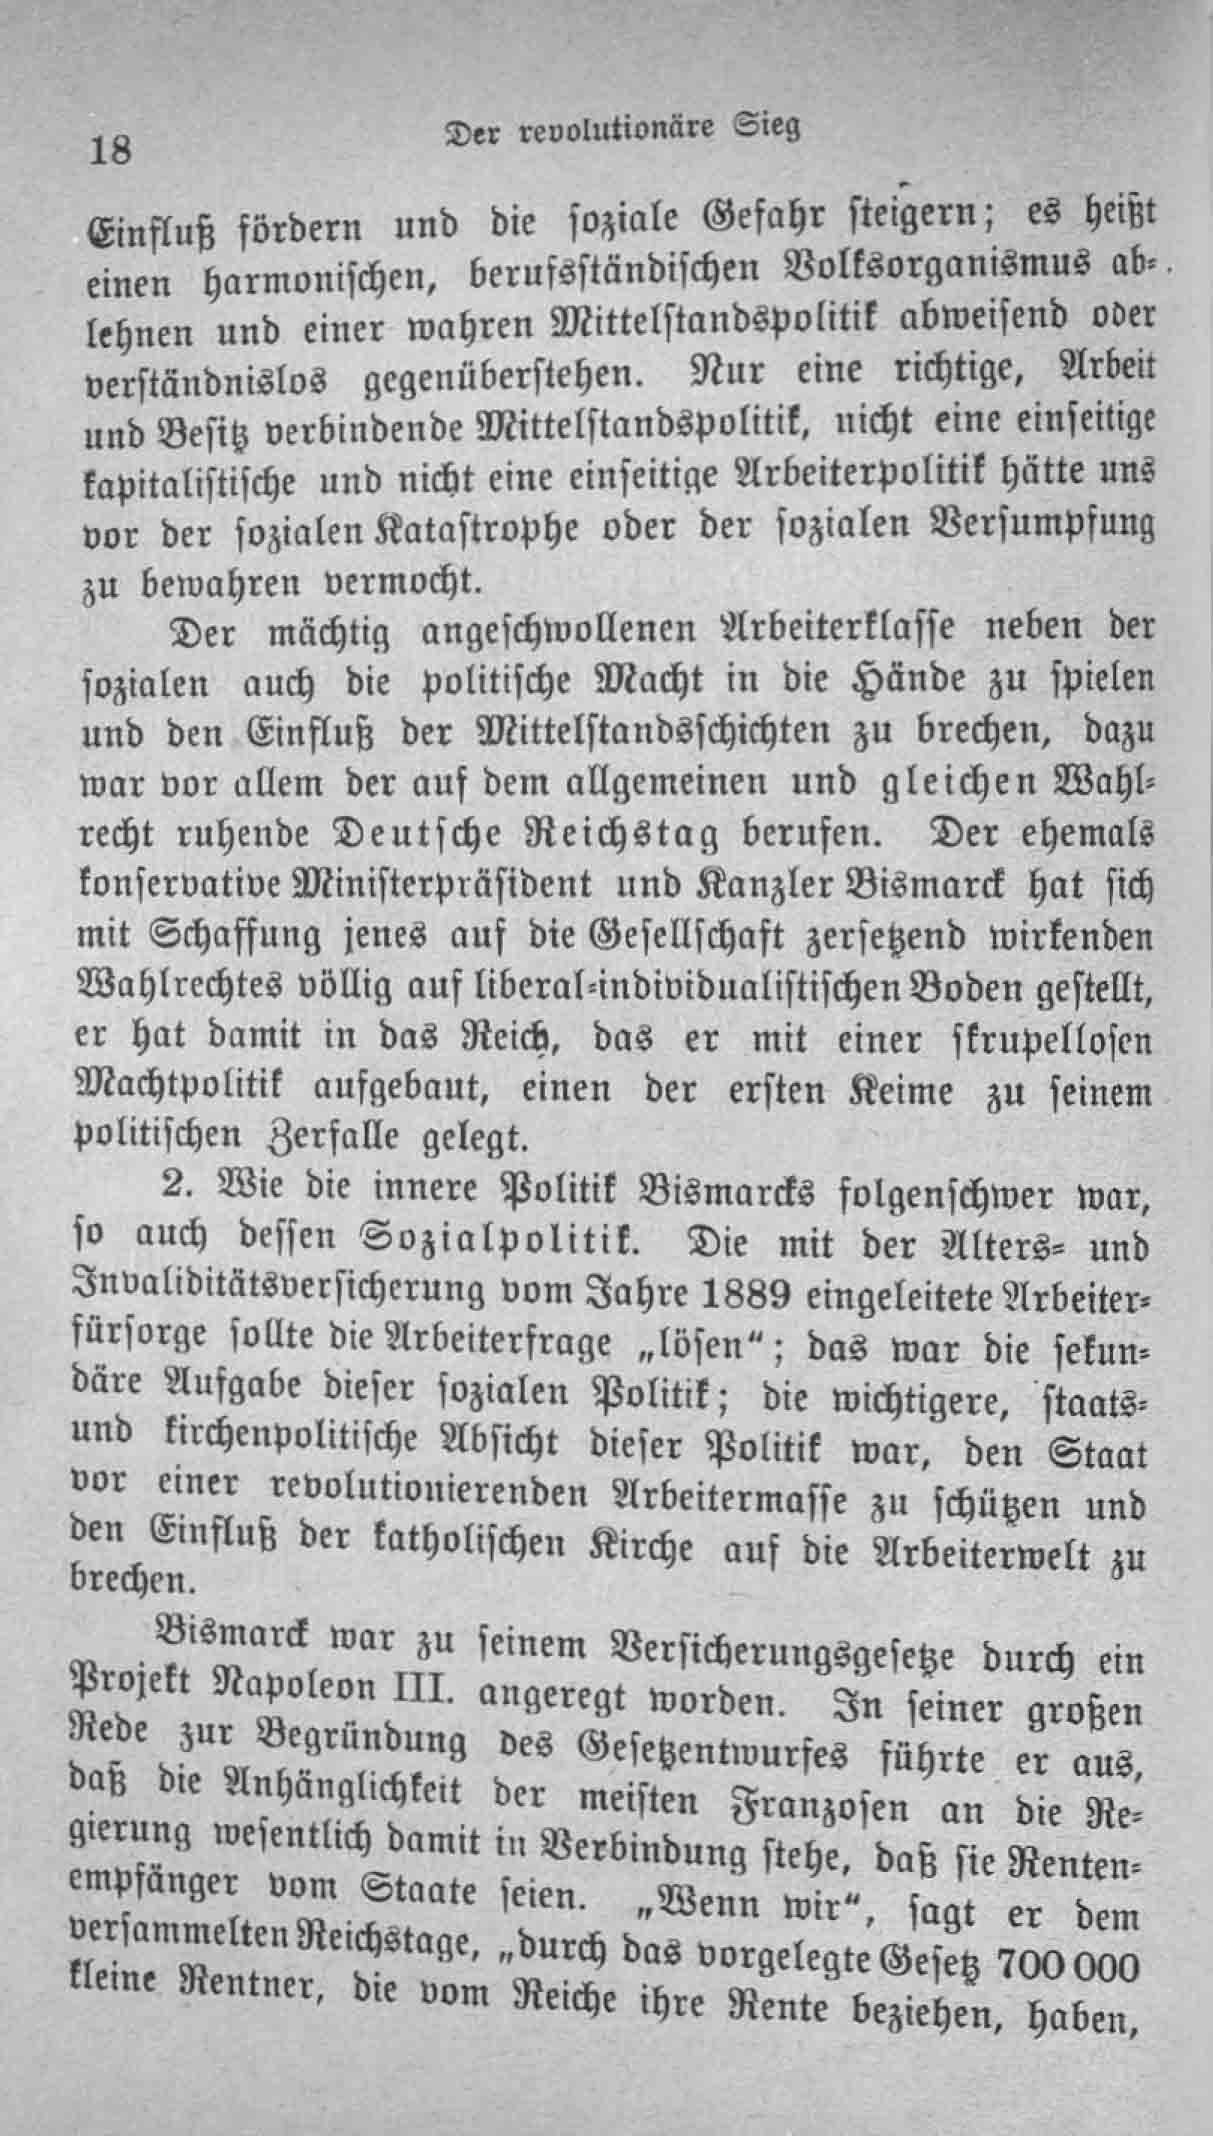 18
Der revolutionäre Sieg
Einfluß fördern und die soziale Gefahr steigern; es heißt
einen harmonischen, berufsständischen Volksorganismus ab-
lehnen und einer wahren Mittelstandspolitik abweisend oder
verständnislos gegenüberstehen. Nur eine richtige, Arbeit
und Besitz verbindende Mittelstandspolitik, nicht eine einseitige
kapitalistische und nicht eine einseitige Arbeiterpolitik hätte uns
vor der sozialen Katastrophe oder der sozialen Versumpfung
zu bewahren vermocht.
Der mächtig angeschwollenen Arbeiterklasse neben der
sozialen auch die politische Macht in die Hände zu spielen
und den Einfluß der Mittelstandsschichten zu brechen, dazu
war vor allem der auf dem allgemeinen und gleichen Wahl-
recht ruhende Deutsche Reichstag berufen. Der ehemals
konservative Ministerpräsident und Kanzler Bismarck hat sich
mit Schaffung jenes auf die Gesellschaft zersetzend wirkenden
Wahlrechtes völlig auf liberal-individualistischen Boden gestellt,
er hat damit in das Reich, das er mit einer skrupellosen
Machtpolitik aufgebaut, einen der ersten Keime zu seinem
politischen Zerfalle gelegt.
2. Wie die innere Politik Bismarcks folgenschwer war,
so auch dessen Sozialpolitik. Die mit der Alters- und
Invaliditätsversicherung vom Jahre 1889 eingeleitete Arbeiter-
fürsorge sollte die Arbeiterfrage „lösen“; das war die sekun-
däre Aufgabe dieser sozialen Politik; die wichtigere, staats-
und kirchenpolitische Absicht dieser Politik war, den Staat
vor einer revolutionierenden Arbeitermasse zu schützen und
den Einfluß der katholischen Kirche auf die Arbeiterwelt zu
brechen.
Bismarck war zu seinem Versicherungsgesetze durch ein
Projekt Napoleon III. angeregt worden. In seiner großen
Rede zur Begründung des Gesetzentwurfes führte er aus,
daß die Anhänglichkeit der meisten Franzosen an die Re-
gierung wesentlich damit in Verbindung stehe, daß sie Renten-
empfänger vom Staate seien. „Wenn wir“, sagt er dem
versammelten Reichstage, „durch das vorgelegte Gesetz 700 000
kleine Rentner, die vom Reiche ihre Rente beziehen, haben,